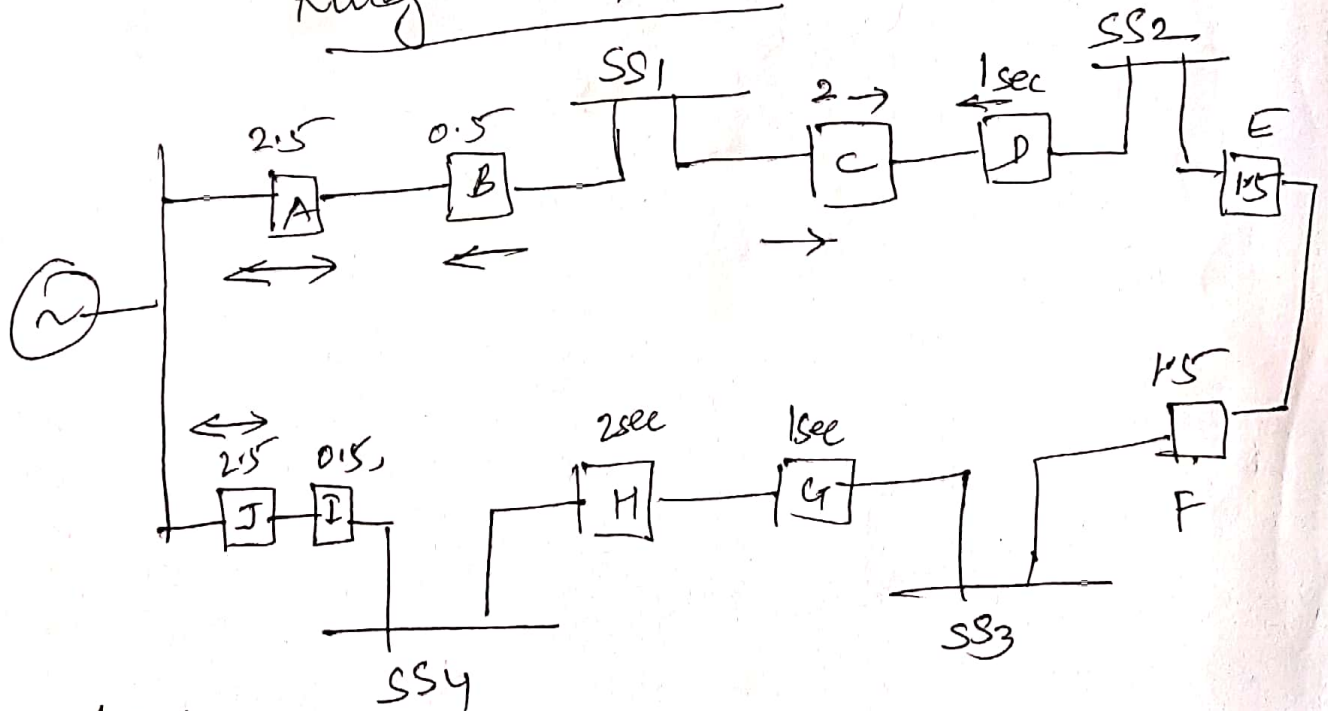 Ring
SS1
SS2
2.5
0.5
2 →
1sec
←
E
A
B
C
D
1.5
↔
←
→
~
↔
2.5
0.5,
2sec
1sec
1.5
J
I
H
G
F
SS4
SS3